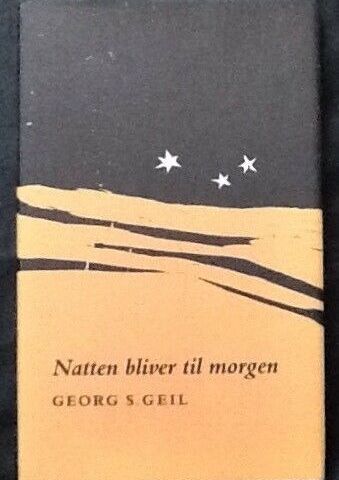 Natten bliver til morgen
GEORG S GEIL